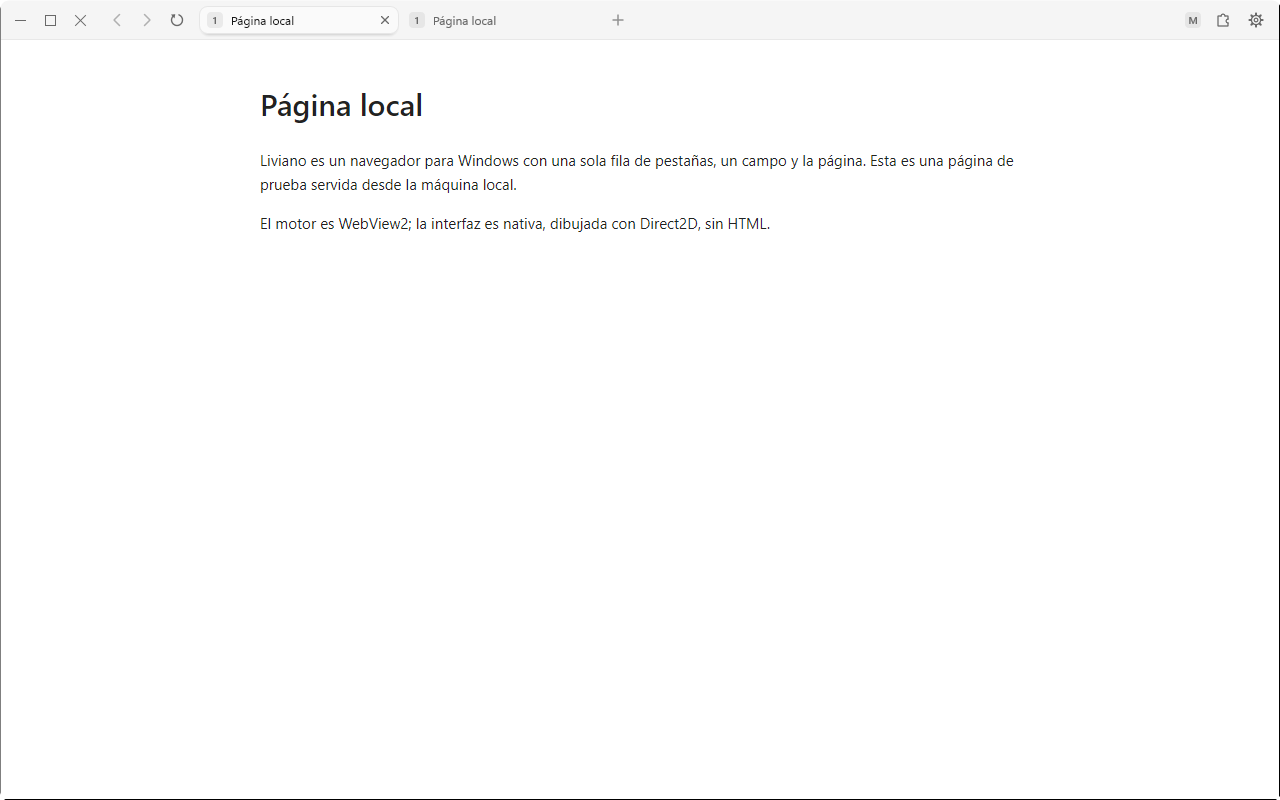 1 Página local
1 Página local
M
Página local
Liviano es un navegador para Windows con una sola fila de pestañas, un campo y la página. Esta es una página de
prueba servida desde la máquina local.
El motor es WebView2; la interfaz es nativa, dibujada con Direct2D, sin HTML.